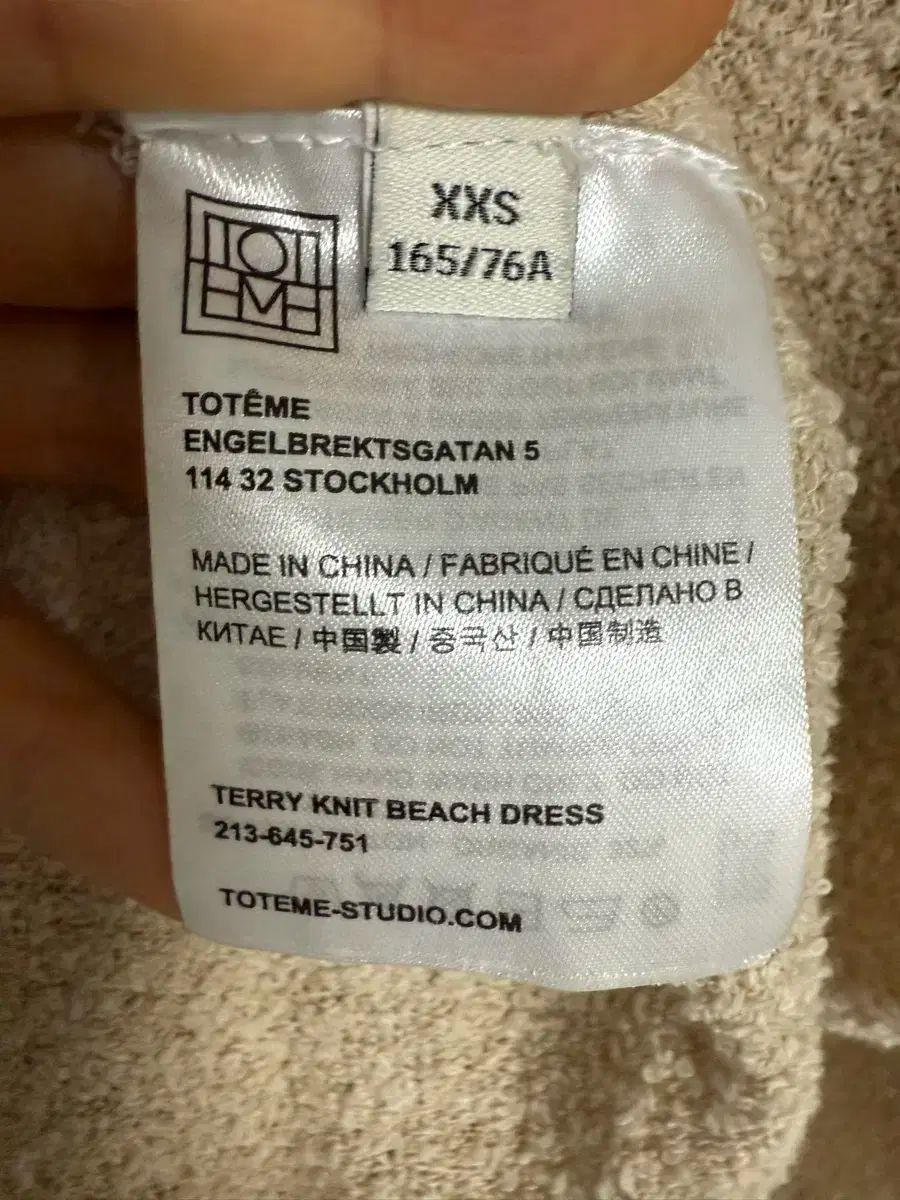 XXS
165/76A
TOTÊME
TOTÊME
ENGELBREKTSGATAN 5
114 32 STOCKHOLM
MADE IN CHINA / FABRIQUÉ EN CHINE /
HERGESTELLT IN CHINA / СДЕЛАНО В
КИТАЕ / 中国製 / 중국산 / 中国制造
TERRY KNIT BEACH DRESS
213-645-751
TOTEME-STUDIO.COM